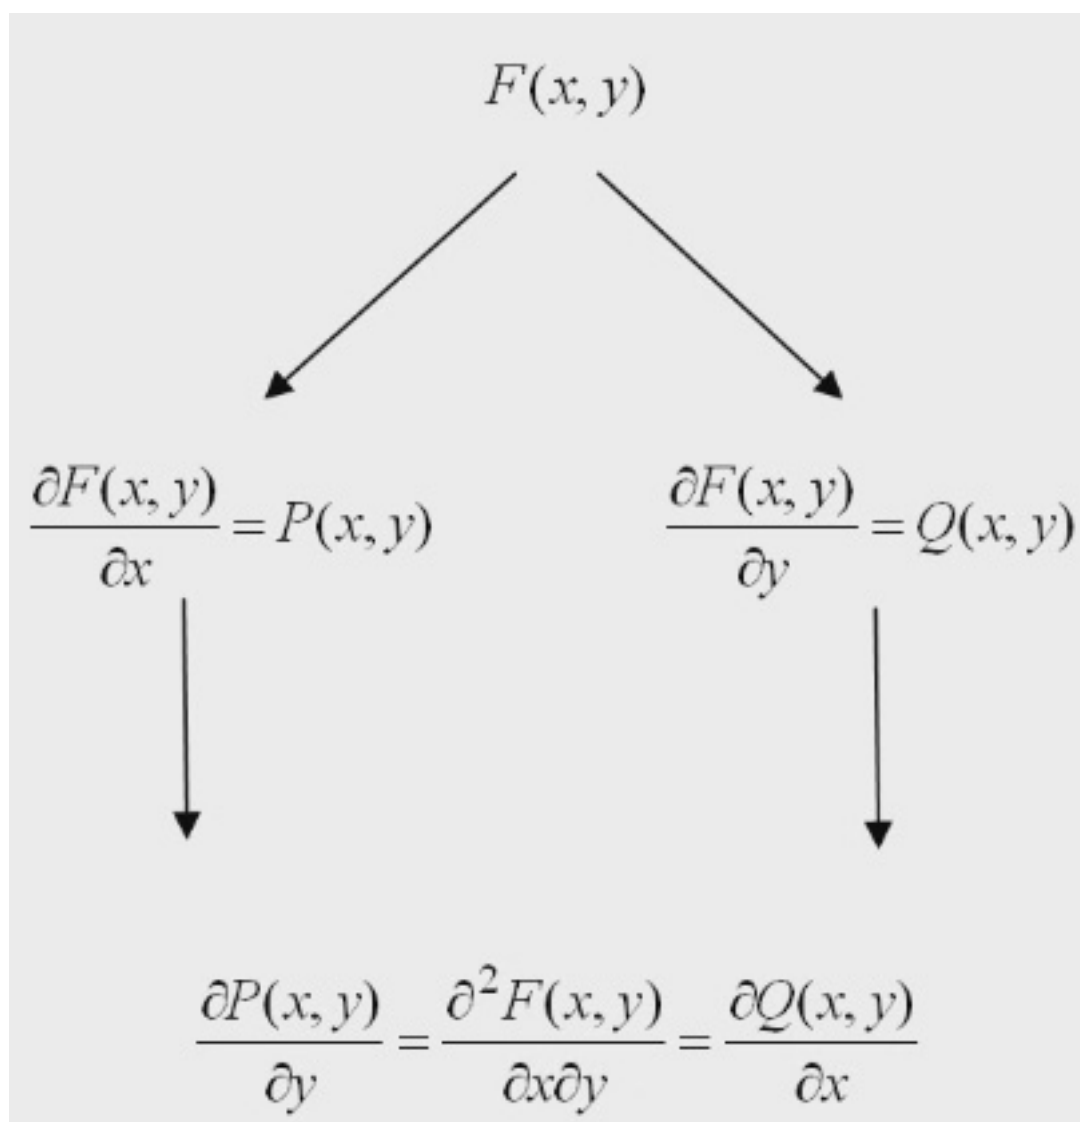 F(x, y)
∂F(x, y)/∂x = P(x, y)
∂F(x, y)/∂y = Q(x, y)
∂P(x, y)/∂y = ∂²F(x, y)/∂x∂y = ∂Q(x, y)/∂x